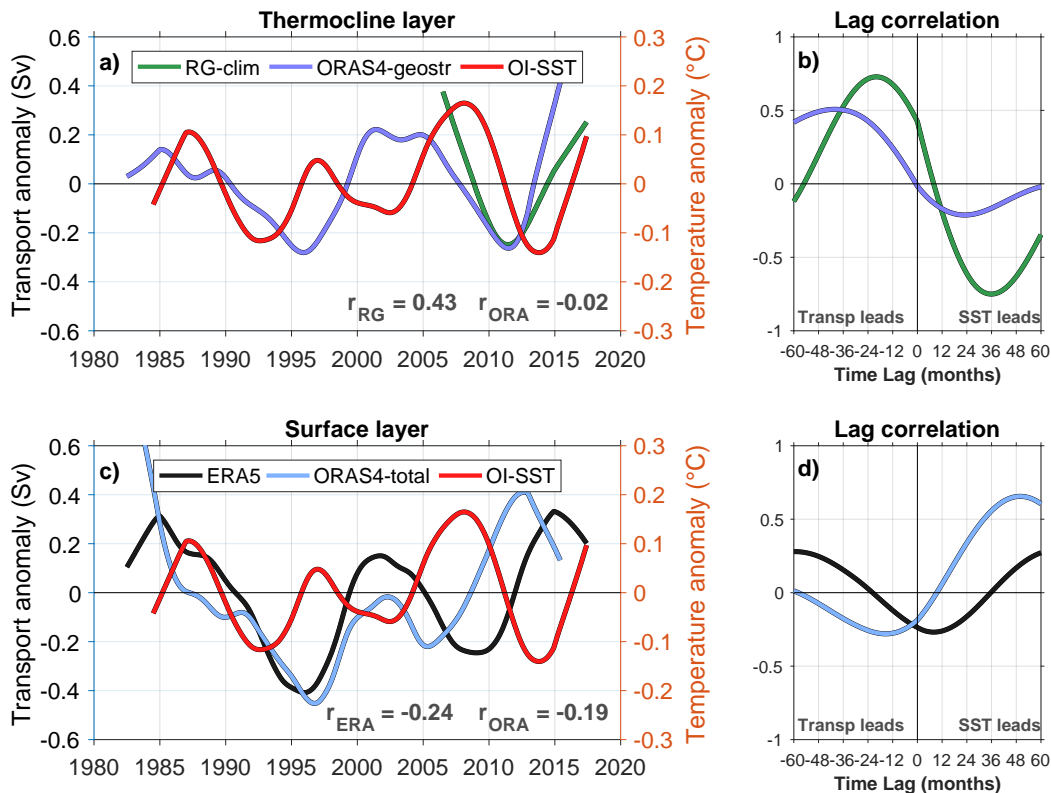 Thermocline layer
Lag correlation
a)
RG-clim
ORAS4-geostr
OI-SST
Transport anomaly (Sv)
0.6
0.4
0.2
0
-0.2
-0.4
-0.6
Temperature anomaly (°C)
0.3
0.2
0.1
0
-0.1
-0.2
-0.3
r_RG = 0.43 r_ORA = -0.02
1980 1985 1990 1995 2000 2005 2010 2015 2020
b)
1
0.5
0
-0.5
-1
Transp leads
SST leads
-60-48-36-24-12 0 12 24 36 48 60
Time Lag (months)
Surface layer
Lag correlation
c)
ERA5
ORAS4-total
OI-SST
Transport anomaly (Sv)
0.6
0.4
0.2
0
-0.2
-0.4
-0.6
Temperature anomaly (°C)
0.3
0.2
0.1
0
-0.1
-0.2
-0.3
r_ERA = -0.24 r_ORA = -0.19
1980 1985 1990 1995 2000 2005 2010 2015 2020
d)
1
0.5
0
-0.5
-1
Transp leads
SST leads
-60-48-36-24-12 0 12 24 36 48 60
Time Lag (months)